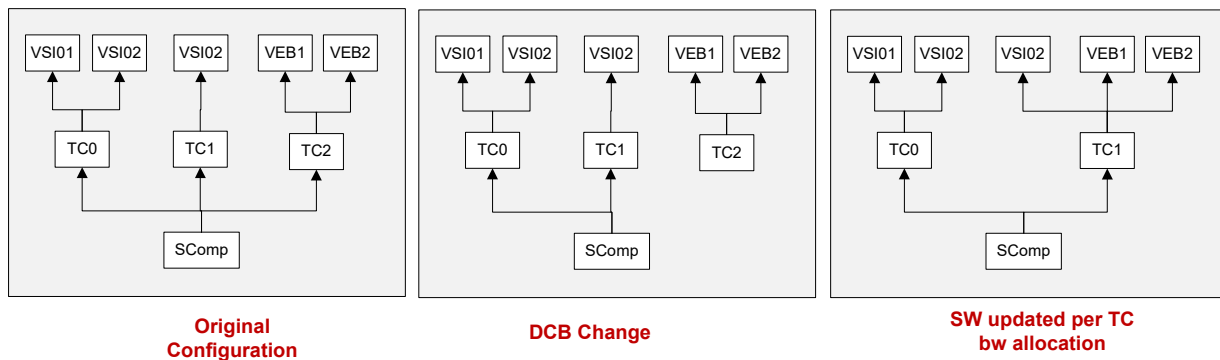 VSI01
VSI02
VSI02
VEB1
VEB2
TC0
TC1
TC2
SComp
Original
Configuration
VSI01
VSI02
VSI02
VEB1
VEB2
TC0
TC1
TC2
SComp
DCB Change
VSI01
VSI02
VSI02
VEB1
VEB2
TC0
TC1
SComp
SW updated per TC
bw allocation